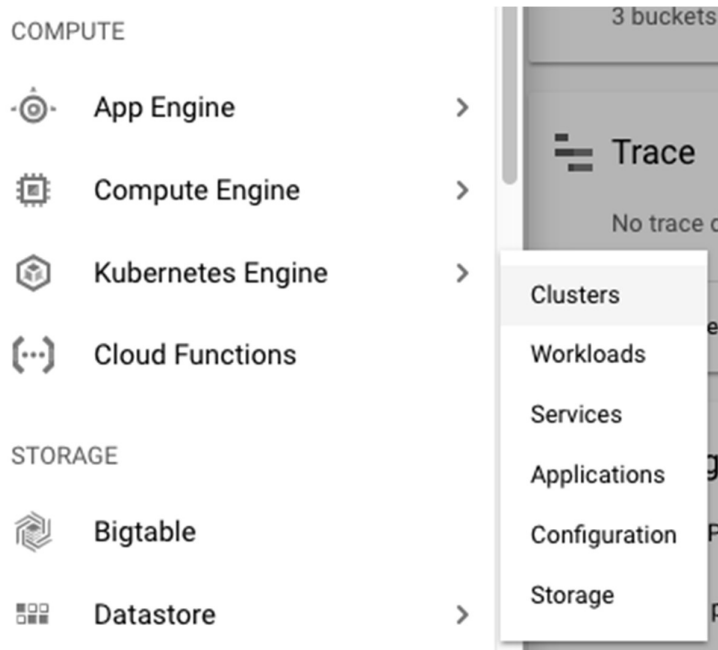 COMPUTE
App Engine
Compute Engine
Kubernetes Engine
Cloud Functions
STORAGE
Bigtable
Datastore
3 buckets
Trace
No trace
Clusters
Workloads
Services
Applications
Configuration
Storage